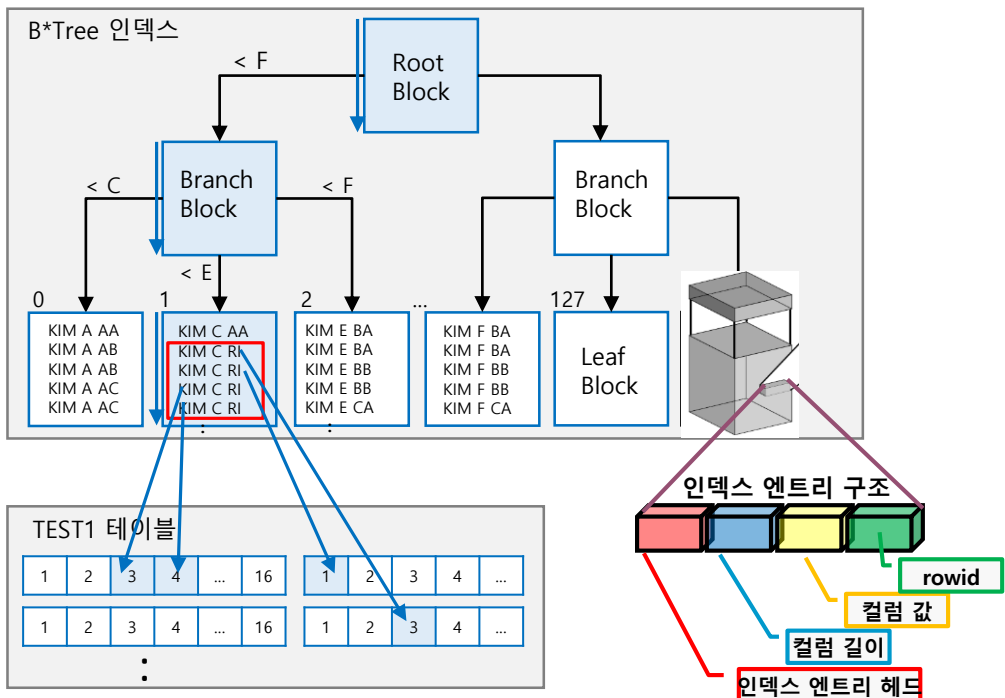 B*Tree 인덱스
Root
Block
< F
Branch
Block
< C
< F
< E
Branch
Block
0
1
2
...
127
KIM A AA
KIM A AB
KIM A AB
KIM A AC
KIM A AC
KIM C AA
KIM C RI
KIM C RI
KIM C RI
KIM C RI
:
KIM E BA
KIM E BA
KIM E BB
KIM E BB
KIM E CA
:
KIM F BA
KIM F BA
KIM F BB
KIM F BB
KIM F CA
Leaf
Block
인덱스 엔트리 구조
rowid
컬럼 값
컬럼 길이
인덱스 엔트리 헤드
TEST1 테이블
1 2 3 4 ... 16 1 2 3 4 ...
1 2 3 4 ... 16 1 2 3 4 ...
: